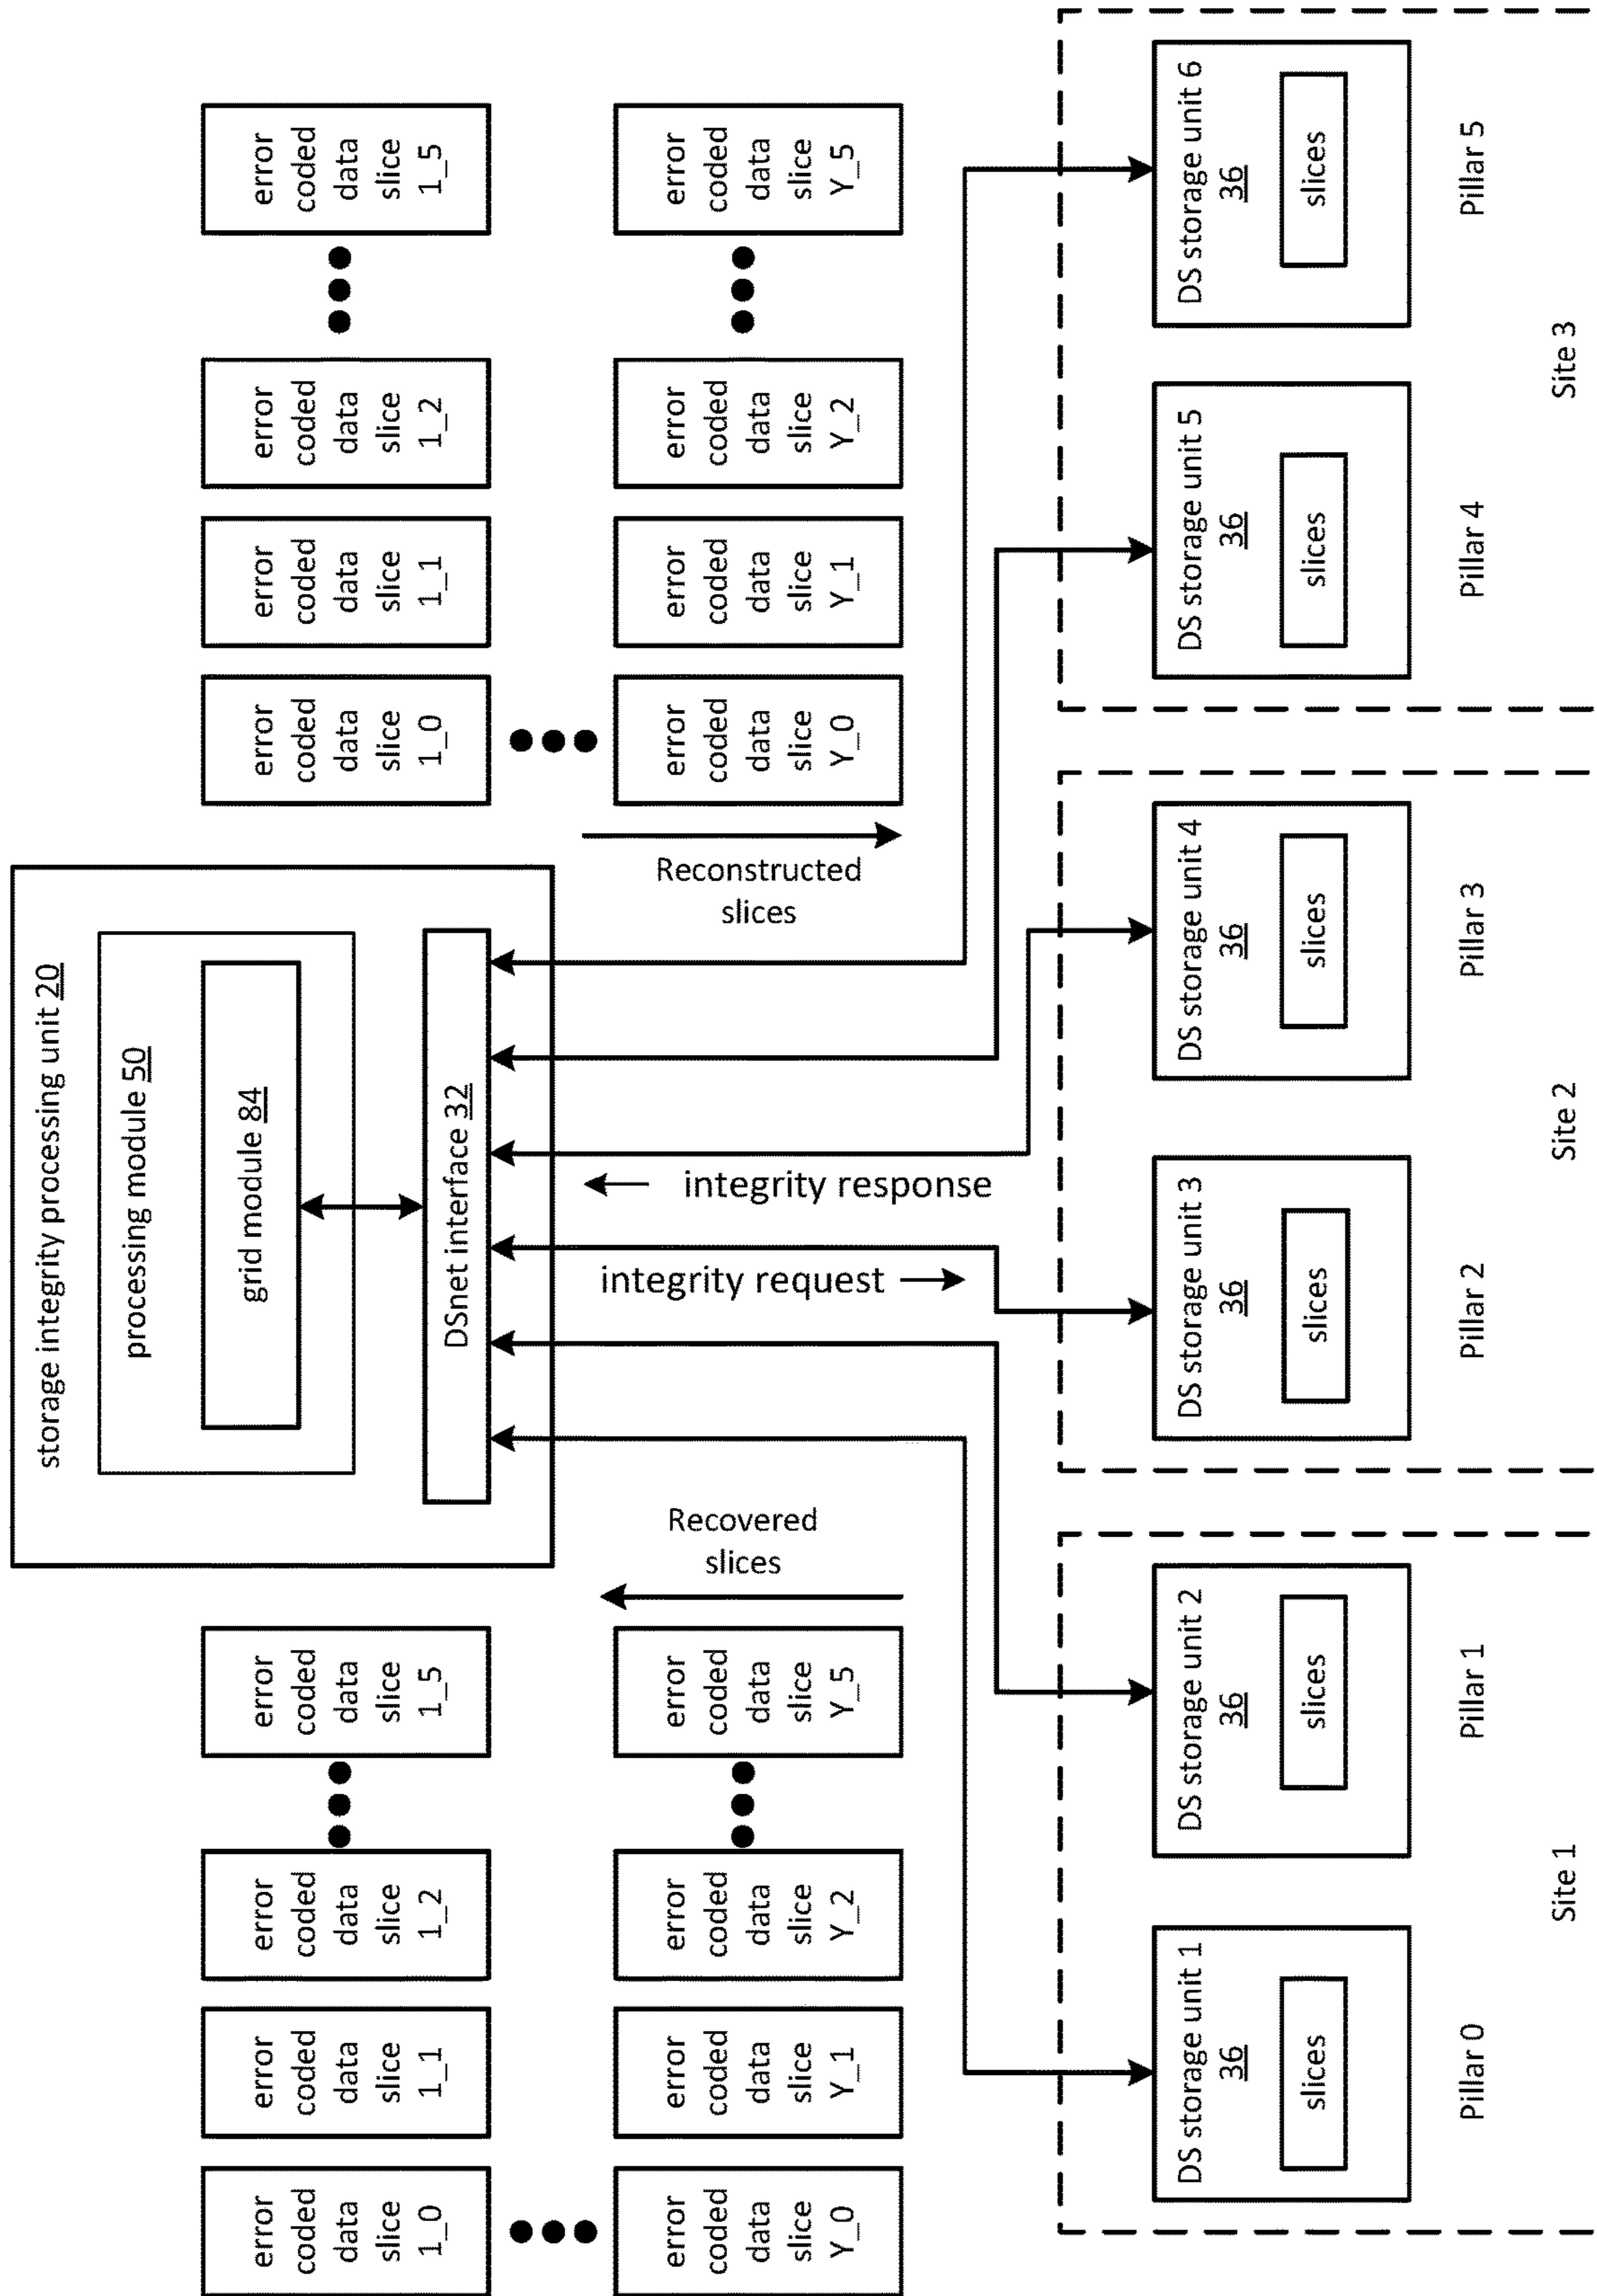 storage integrity processing unit 20
processing module 50
grid module 84
DSnet interface 32
error
coded
data
slice
1_0
error
coded
data
slice
1_1
error
coded
data
slice
1_2
error
coded
data
slice
1_5
error
coded
data
slice
Y_0
error
coded
data
slice
Y_1
error
coded
data
slice
Y_2
error
coded
data
slice
Y_5
Recovered
slices
integrity request
integrity response
Reconstructed
slices
error
coded
data
slice
1_0
error
coded
data
slice
1_1
error
coded
data
slice
1_2
error
coded
data
slice
1_5
error
coded
data
slice
Y_0
error
coded
data
slice
Y_1
error
coded
data
slice
Y_2
error
coded
data
slice
Y_5
DS storage unit 1
36
slices
Pillar 0
DS storage unit 2
36
slices
Pillar 1
Site 1
DS storage unit 3
36
slices
Pillar 2
DS storage unit 4
36
slices
Pillar 3
Site 2
DS storage unit 5
36
slices
Pillar 4
DS storage unit 6
36
slices
Pillar 5
Site 3